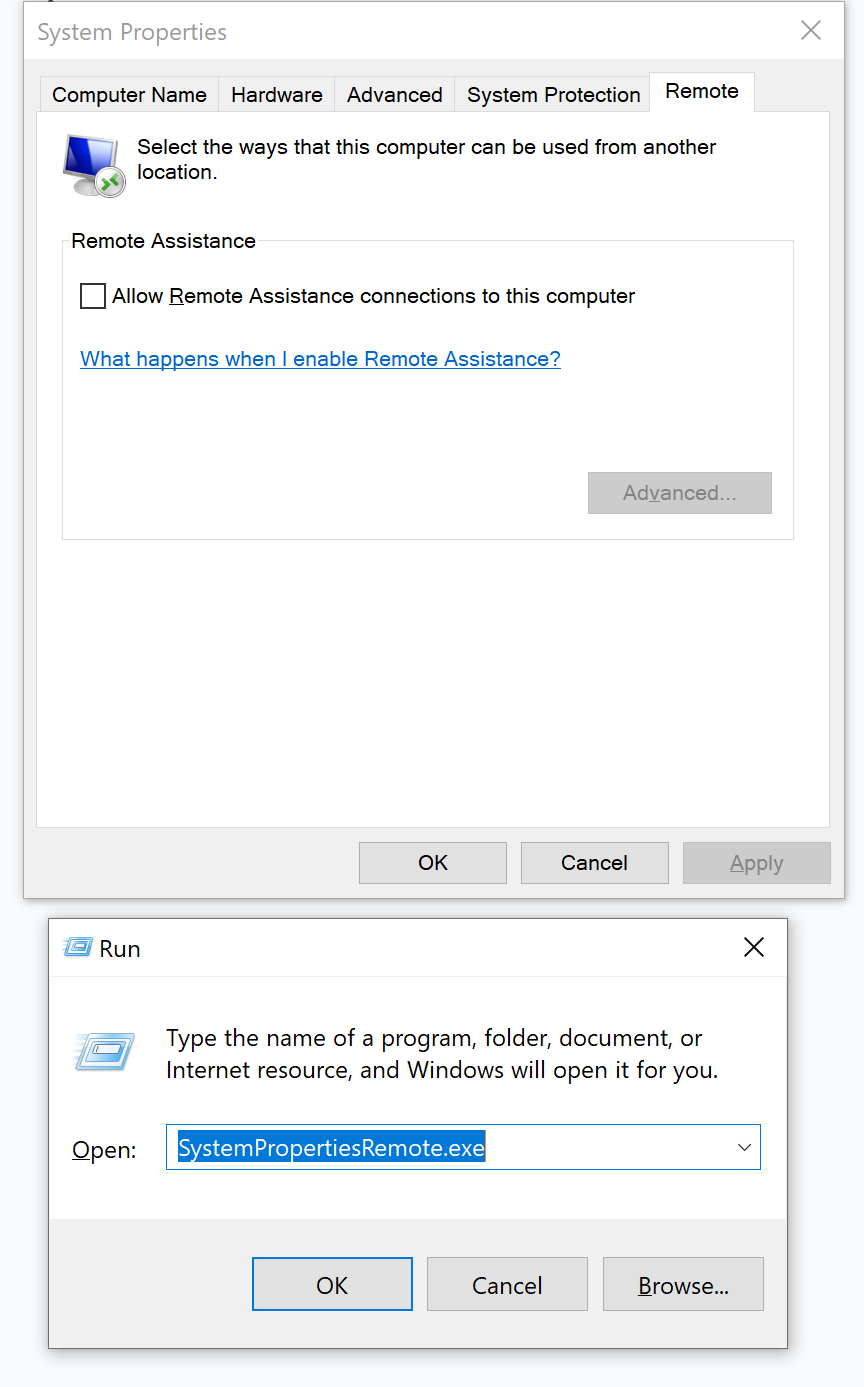 System Properties
Computer Name
Hardware
Advanced
System Protection
Remote
Select the ways that this computer can be used from another
location.
Remote Assistance
Allow Remote Assistance connections to this computer
What happens when I enable Remote Assistance?
Advanced...
OK
Cancel
Apply
Run
Type the name of a program, folder, document, or
Internet resource, and Windows will open it for you.
Open:
SystemPropertiesRemote.exe
OK
Cancel
Browse...